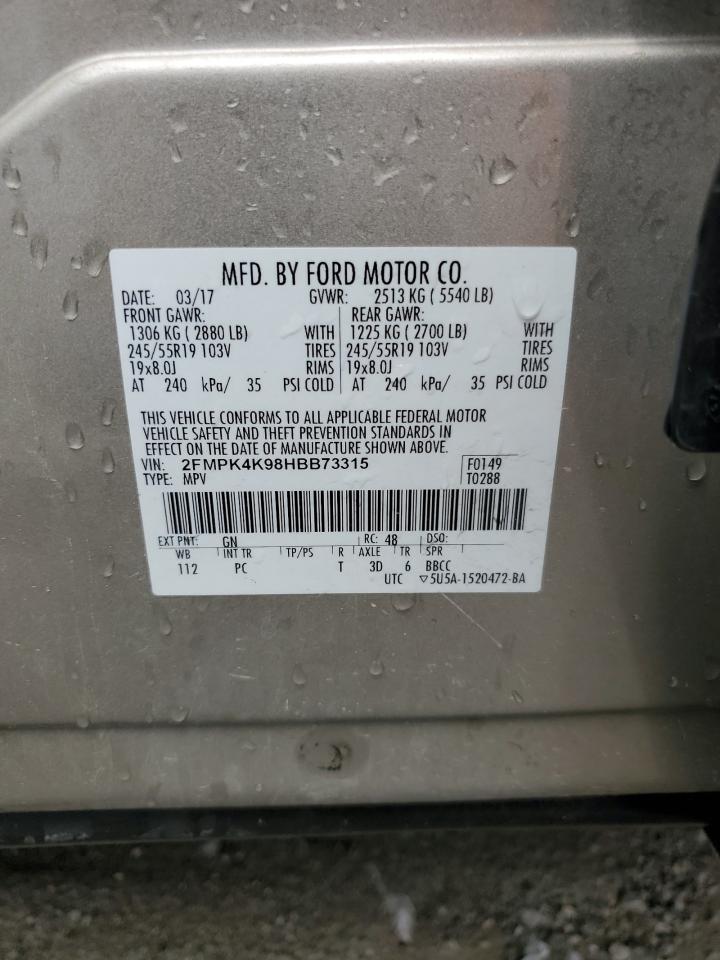 MFD. BY FORD MOTOR CO.
DATE: 03/17 GVWR: 2513 KG ( 5540 LB)
FRONT GAWR: REAR GAWR:
1306 KG ( 2880 LB) WITH 1225 KG ( 2700 LB) WITH
245/55R19 103V TIRES 245/55R19 103V TIRES
19x8.0J RIMS 19x8.0J RIMS
AT 240 kPa/ 35 PSI COLD AT 240 kPa/ 35 PSI COLD
THIS VEHICLE CONFORMS TO ALL APPLICABLE FEDERAL MOTOR
VEHICLE SAFETY AND THEFT PREVENTION STANDARDS IN
EFFECT ON THE DATE OF MANUFACTURE SHOWN ABOVE.
VIN: 2FMPK4K98HBB73315 F0149
TYPE: MPV T0288
EXT PNT: GN RC: 48 DSO:
WB INT TR TP/PS R AXLE TR SPR
112 PC T 3D 6 BBCC
UTC ▽5U5A-1520472-BA